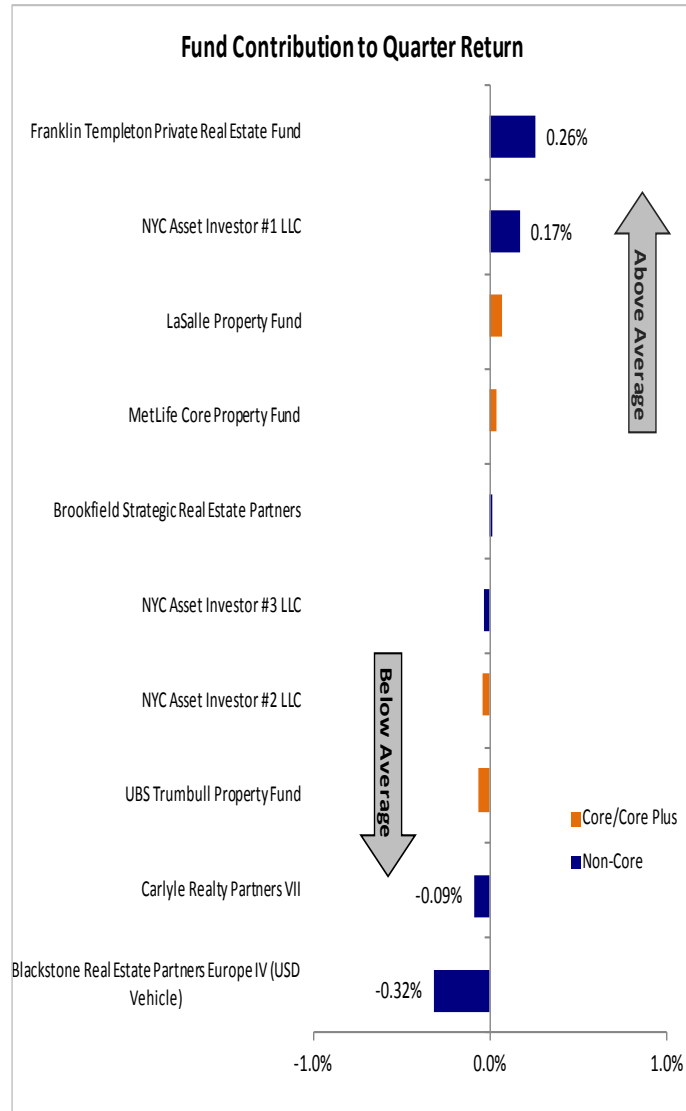 Fund Contribution to Quarter Return
Franklin Templeton Private Real Estate Fund
0.26%
NYC Asset Investor #1 LLC
0.17%
Above Average
LaSalle Property Fund
MetLife Core Property Fund
Brookfield Strategic Real Estate Partners
NYC Asset Investor #3 LLC
NYC Asset Investor #2 LLC
Below Average
UBS Trumbull Property Fund
Core/Core Plus
Non-Core
Carlyle Realty Partners VII
-0.09%
Blackstone Real Estate Partners Europe IV (USD
Vehicle)
-0.32%
-1.0%
0.0%
1.0%